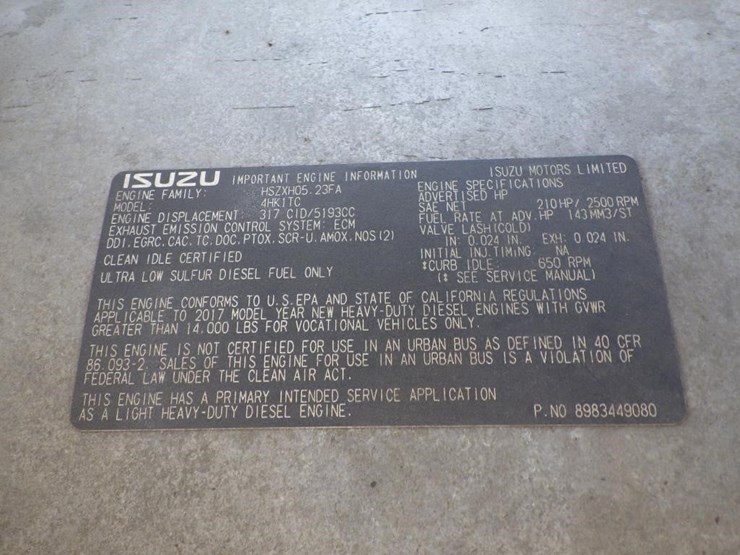 ISUZU IMPORTANT ENGINE INFORMATION
ISUZU MOTORS LIMITED
ENGINE FAMILY: HSZXH05.23FA
MODEL: 4HK1TC
ENGINE DISPLACEMENT 317 CID/5193CC
EXHAUST EMISSION CONTROL SYSTEM: ECM
DDI.EGRC.CAC.TC.DOC.PTOX.SCR-U.AMOX.NOS(2)
CLEAN IDLE CERTIFIED
ULTRA LOW SULFUR DIESEL FUEL ONLY
ENGINE SPECIFICATIONS
ADVERTISED HP
SAE NET 210HP/2500RPM
FUEL RATE AT ADV.HP 143MM3/ST
VALVE LASH(COLD)
IN: 0.024 IN. EXH: 0.024 IN.
INITIAL INJ TIMING. NA
*CURB IDLE 650 RPM
(* SEE SERVICE MANUAL)
THIS ENGINE CONFORMS TO U.S.EPA AND STATE OF CALIFORNIA REGULATIONS
APPLICABLE TO 2017 MODEL YEAR NEW HEAVY-DUTY DIESEL ENGINES WITH GVWR
GREATER THAN 14.000 LBS FOR VOCATIONAL VEHICLES ONLY.
THIS ENGINE IS NOT CERTIFIED FOR USE IN AN URBAN BUS AS DEFINED IN 40 CFR
86.093-2. SALES OF THIS ENGINE FOR USE IN AN URBAN BUS IS A VIOLATION OF
FEDERAL LAW UNDER THE CLEAN AIR ACT.
THIS ENGINE HAS A PRIMARY INTENDED SERVICE APPLICATION
AS A LIGHT HEAVY-DUTY DIESEL ENGINE.
P.NO 8983449080